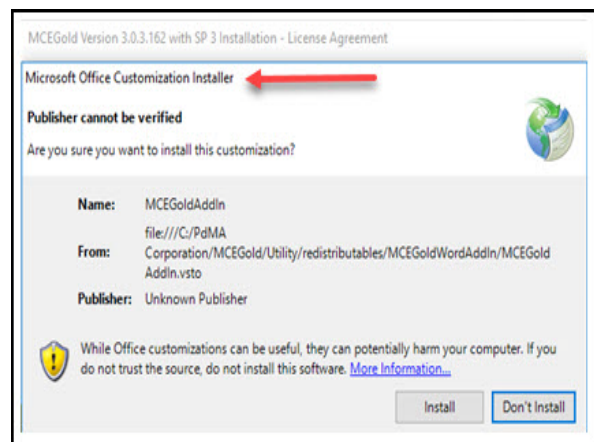 MCEGold Version 3.0.3.162 with SP 3 Installation - License Agreement
Microsoft Office Customization Installer
Publisher cannot be verified
Are you sure you want to install this customization?
Name: MCEGoldAddIn
file:///C:/PdMA
From: Corporation/MCEGold/Utility/redistributables/MCEGoldWordAddIn/MCEGold
AddIn.vsto
Publisher: Unknown Publisher
While Office customizations can be useful, they can potentially harm your computer. If you
do not trust the source, do not install this software. More Information...
Install Don't Install